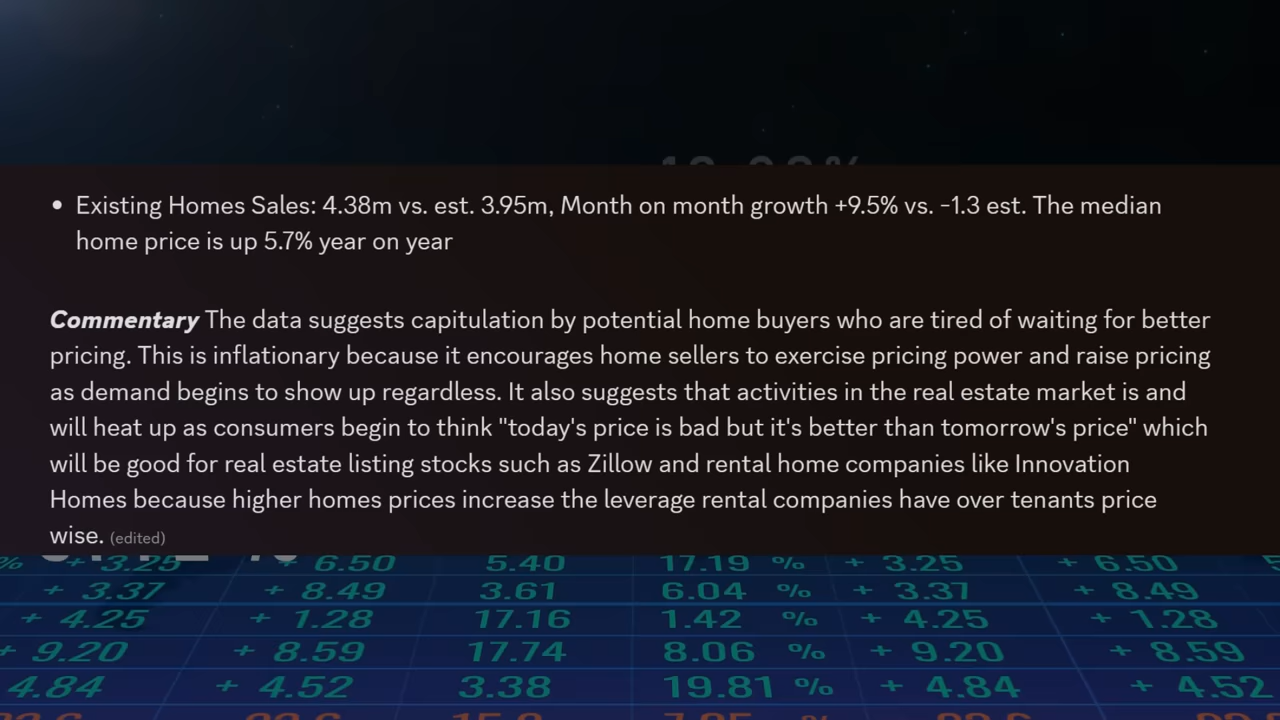 • Existing Homes Sales: 4.38m vs. est. 3.95m, Month on month growth +9.5% vs. -1.3 est. The median
home price is up 5.7% year on year
Commentary The data suggests capitulation by potential home buyers who are tired of waiting for better
pricing. This is inflationary because it encourages home sellers to exercise pricing power and raise pricing
as demand begins to show up regardless. It also suggests that activities in the real estate market is and
will heat up as consumers begin to think "today's price is bad but it's better than tomorrow's price" which
will be good for real estate listing stocks such as Zillow and rental home companies like Innovation
Homes because higher homes prices increase the leverage rental companies have over tenants price
wise. (edited)
% + 3.25 + 6.50 5.40 17.19 % + 3.25 + 6.50
+ 3.37 + 8.49 3.61 6.04 % + 3.37 + 8.49
+ 4.25 + 1.28 17.16 1.42 % + 4.25 + 1.28
+ 9.20 + 8.59 17.74 8.06 % + 9.20 + 8.59
4.84 + 4.52 3.38 19.81 % + 4.84 + 4.52